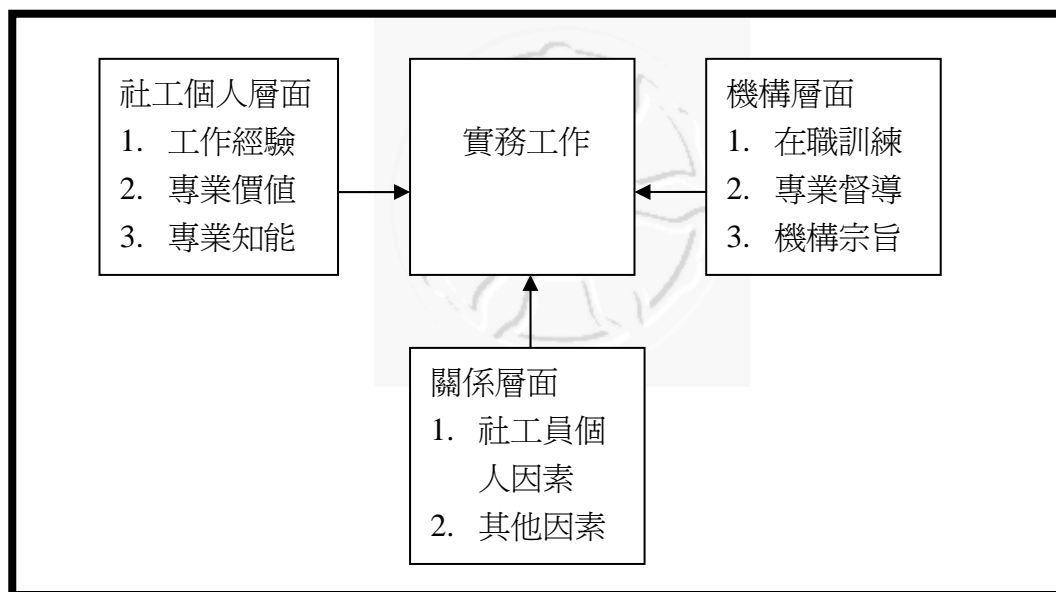 社工個人層面
1. 工作經驗
2. 專業價值
3. 專業知能
實務工作
機構層面
1. 在職訓練
2. 專業督導
3. 機構宗旨
關係層面
1. 社工員個
人因素
2. 其他因素